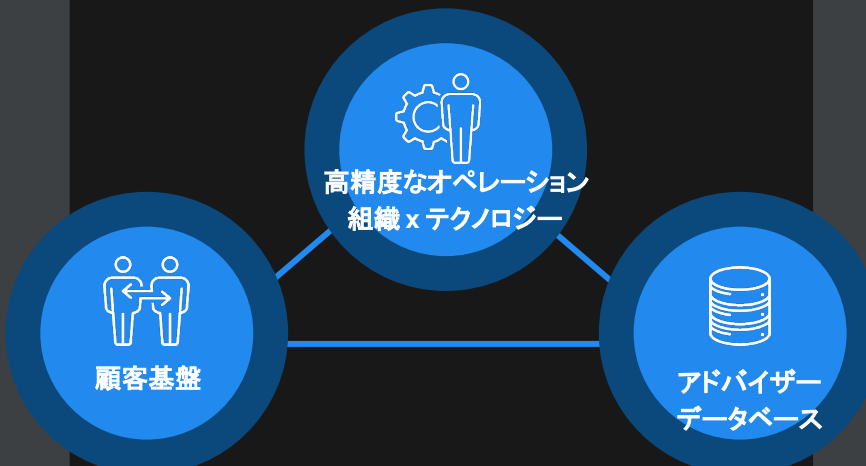 高精度なオペレーション
組織 x テクノロジー
顧客基盤
アドバイザー
データベース